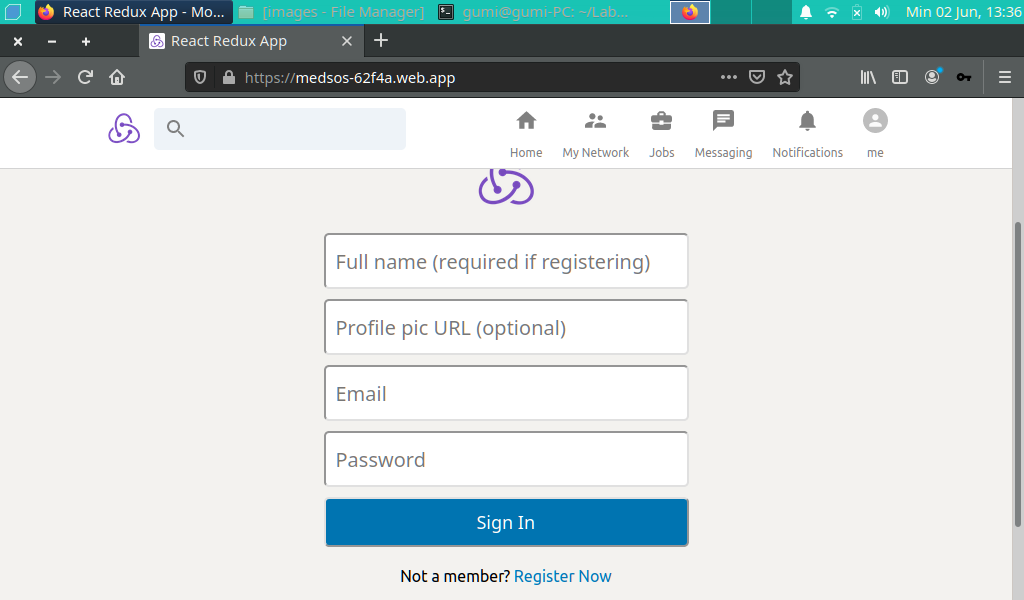 React Redux App - Mo...
[images - File Manager]
gumi@gumi-PC: ~/Lab...
Min 02 Jun, 13:36
React Redux App
https://medsos-62f4a.web.app
Home
My Network
Jobs
Messaging
Notifications
me
Full name (required if registering)
Profile pic URL (optional)
Email
Password
Sign In
Not a member? Register Now